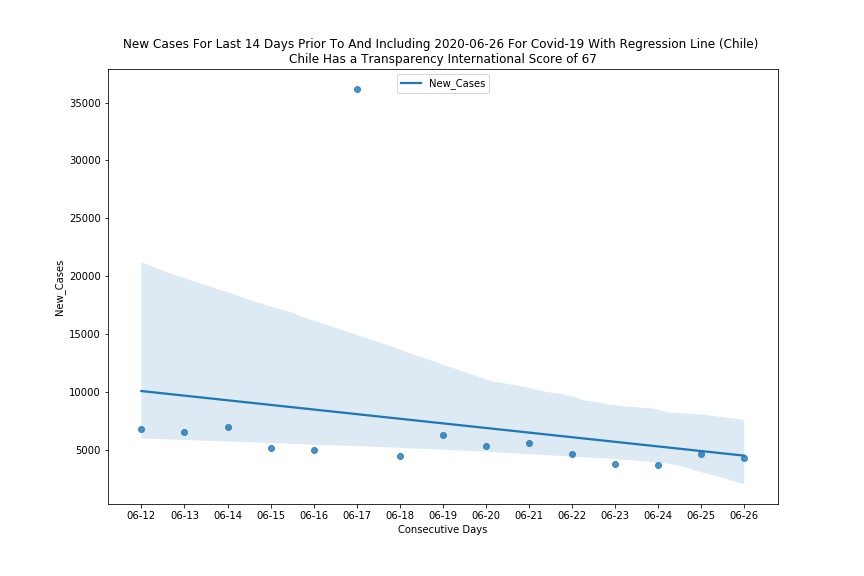 New Cases For Last 14 Days Prior To And Including 2020-06-26 For Covid-19 With Regression Line (Chile)
Chile Has a Transparency International Score of 67
New_Cases
35000
30000
25000
20000
15000
10000
5000
New_Cases
06-12 06-13 06-14 06-15 06-16 06-17 06-18 06-19 06-20 06-21 06-22 06-23 06-24 06-25 06-26
Consecutive Days